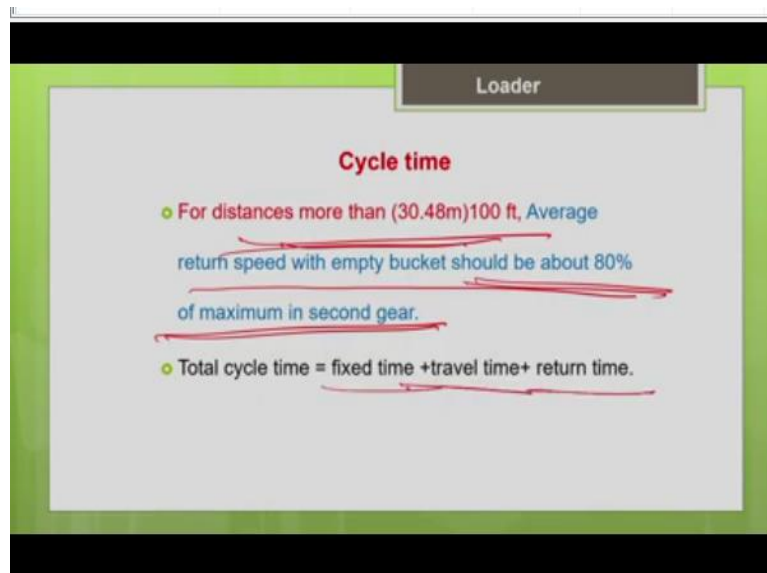 Loader
Cycle time
For distances more than (30.48m)100 ft, Average
return speed with empty bucket should be about 80%
of maximum in second gear.
Total cycle time = fixed time +travel time+ return time.